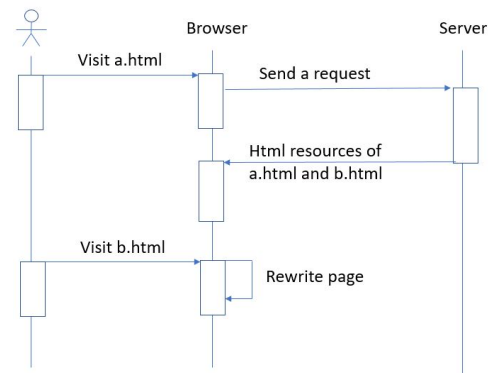 Browser
Server
Visit a.html
Send a request
Html resources of
a.html and b.html
Visit b.html
Rewrite page